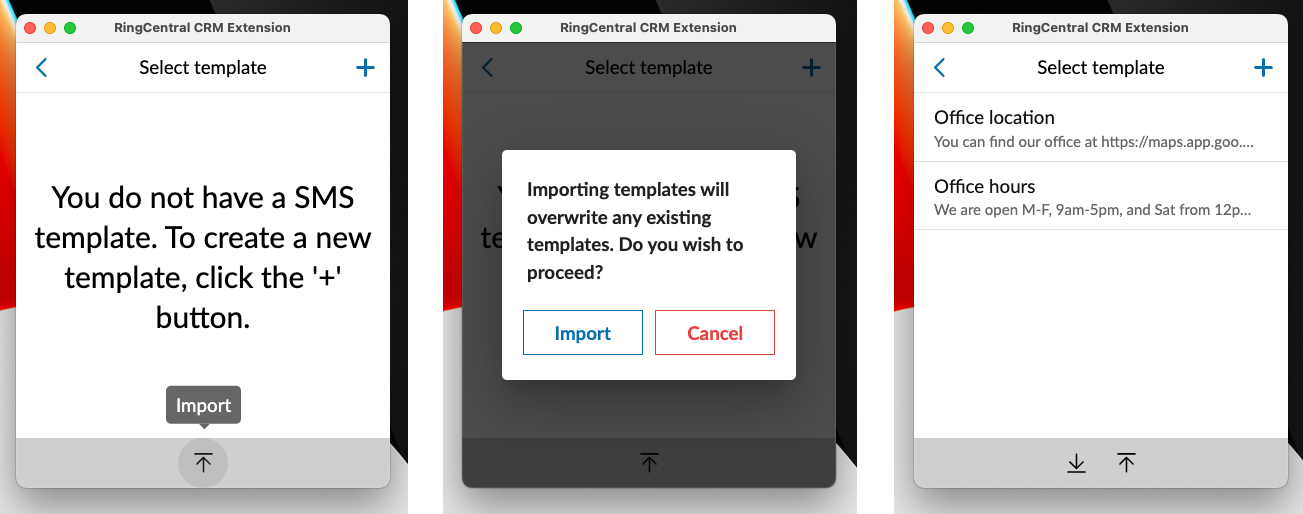 RingCentral CRM Extension
Select template
You do not have a SMS
template. To create a new
template, click the '+'
button.
Import
RingCentral CRM Extension
Select template
Importing templates will
overwrite any existing
templates. Do you wish to
proceed?
Import
Cancel
RingCentral CRM Extension
Select template
Office location
You can find our office at https://maps.app.goo....
Office hours
We are open M-F, 9am-5pm, and Sat from 12p...